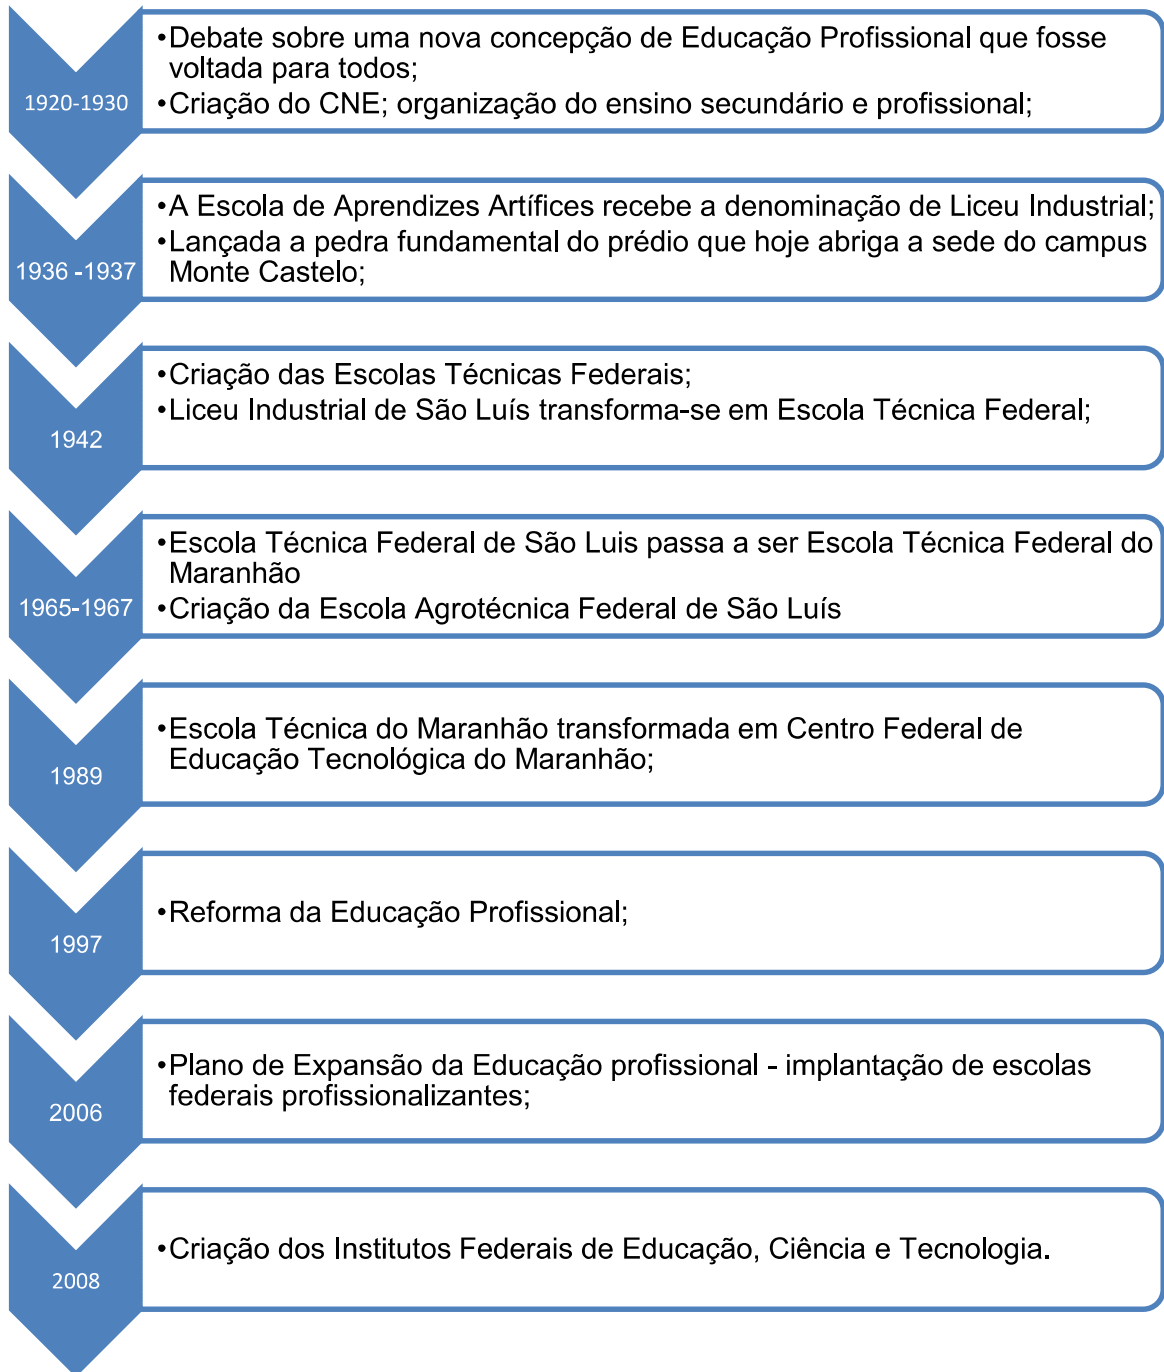 1920-1930
•Debate sobre uma nova concepção de Educação Profissional que fosse
voltada para todos;
•Criação do CNE; organização do ensino secundário e profissional;
1936 -1937
•A Escola de Aprendizes Artífices recebe a denominação de Liceu Industrial;
•Lançada a pedra fundamental do prédio que hoje abriga a sede do campus
Monte Castelo;
1942
•Criação das Escolas Técnicas Federais;
•Liceu Industrial de São Luís transforma-se em Escola Técnica Federal;
1965-1967
•Escola Técnica Federal de São Luis passa a ser Escola Técnica Federal do
Maranhão
•Criação da Escola Agrotécnica Federal de São Luís
1989
•Escola Técnica do Maranhão transformada em Centro Federal de
Educação Tecnológica do Maranhão;
1997
•Reforma da Educação Profissional;
2006
•Plano de Expansão da Educação profissional - implantação de escolas
federais profissionalizantes;
2008
•Criação dos Institutos Federais de Educação, Ciência e Tecnologia.